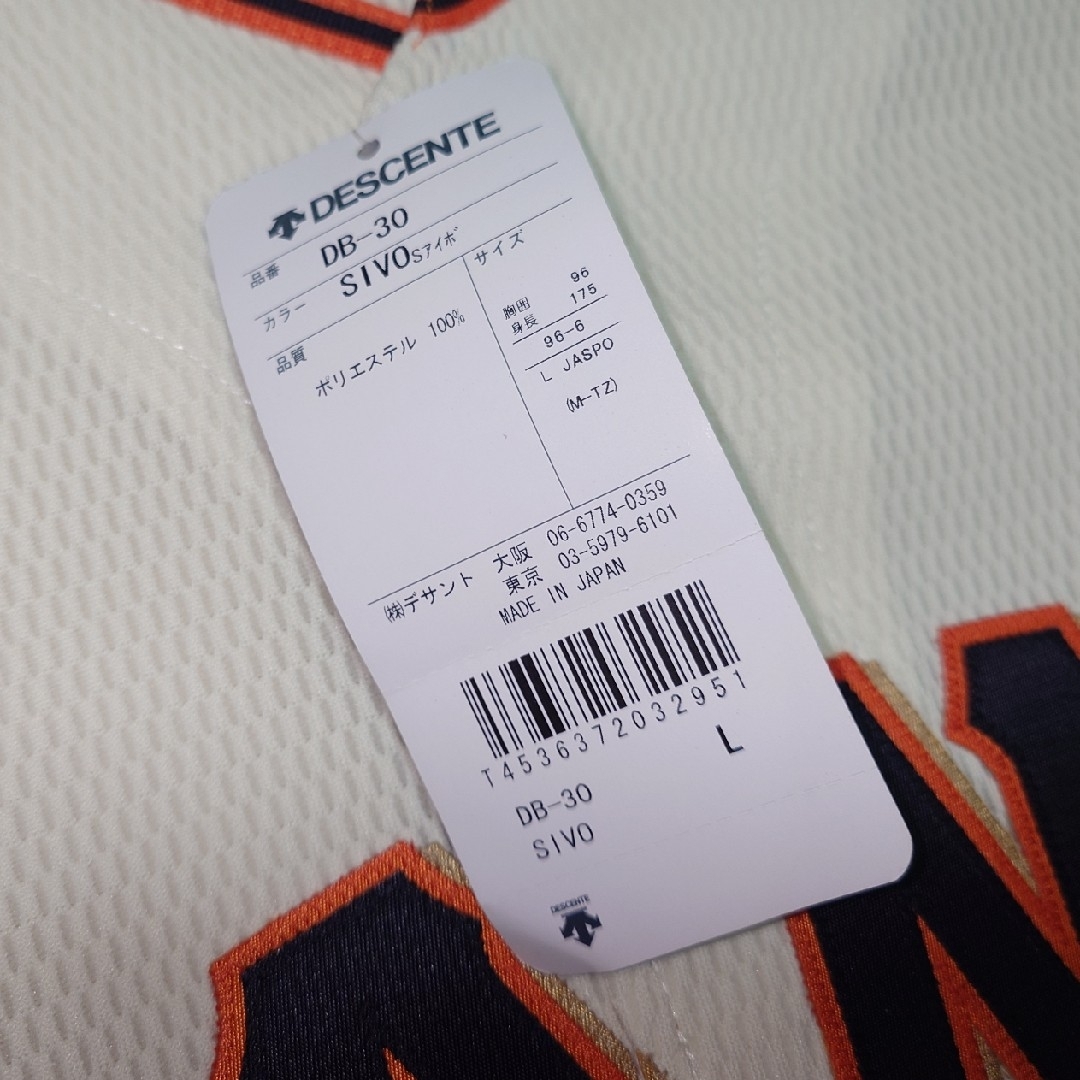 DESCENTE
品番 DB-30
カラー SIVO Sアイボ
品質 ポリエステル 100%
サイズ
胸囲 96
身長 175
96-6
L JASPO
(M-TZ)
㈱デサント 大阪 06-6774-0359
東京 03-5979-6101
MADE IN JAPAN
T4536372032951
L
DB-30
SIVO
DESCENTE